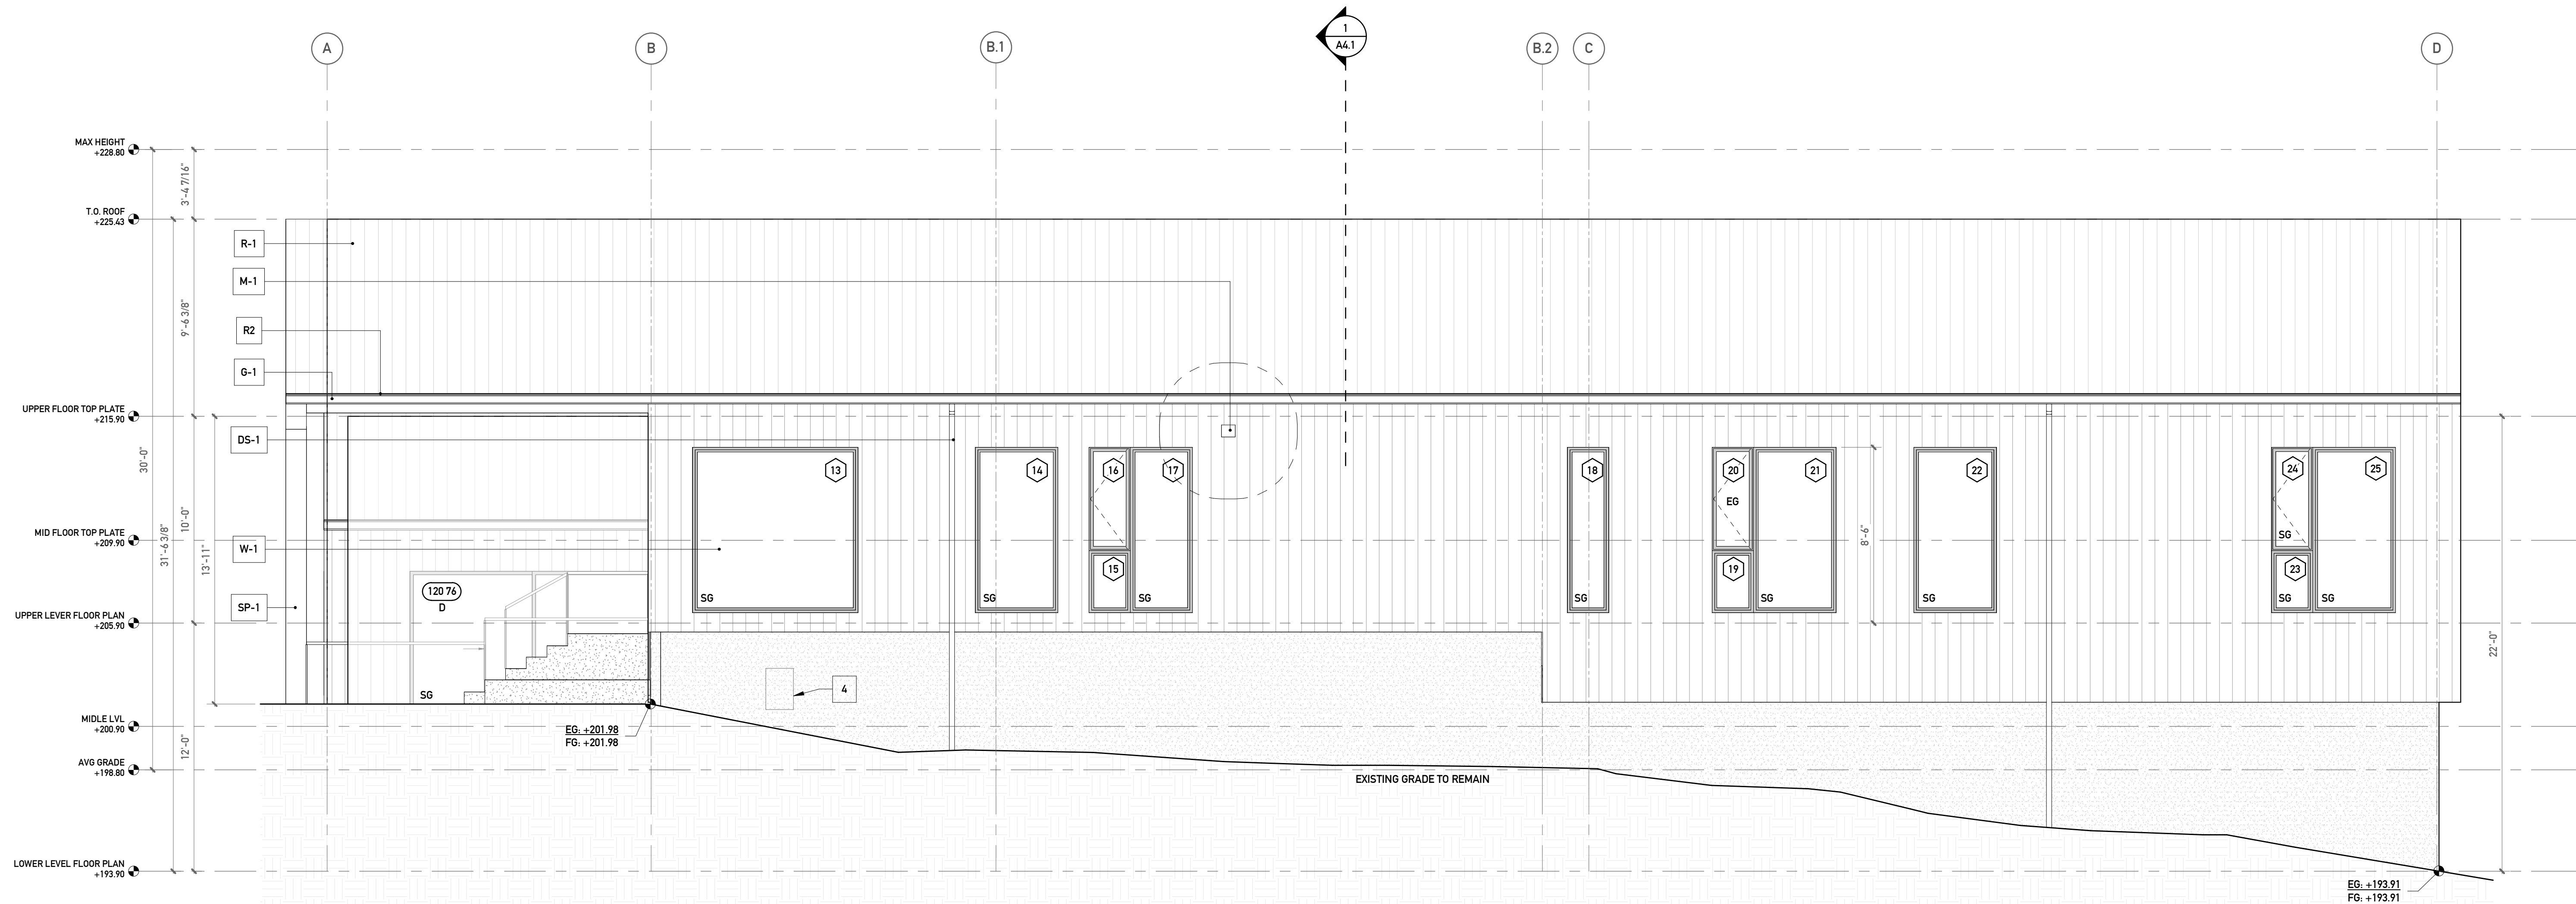 A
B
B.1
1
A4.1
B.2
C
D
MAX HEIGHT
+228.80
3'-4 7/16"
T.O. ROOF
+225.43
R-1
M-1
9'-6 3/8"
R2
G-1
UPPER FLOOR TOP PLATE
+215.90
DS-1
30'-0"
13
14
16
17
18
20
21
22
24
25
EG
31'-6 3/8"
10'-0"
13'-11"
8'-6"
MID FLOOR TOP PLATE
+209.90
W-1
SG
15
19
23
120 76
D
SP-1
SG
SG
SG
SG
SG
SG
SG
SG
UPPER LEVER FLOOR PLAN
+205.90
22'-0"
4
SG
MIDLE LVL
+200.90
EG: +201.98
FG: +201.98
12'-0"
AVG GRADE
+198.80
EXISTING GRADE TO REMAIN
LOWER LEVEL FLOOR PLAN
+193.90
EG: +193.91
FG: +193.91